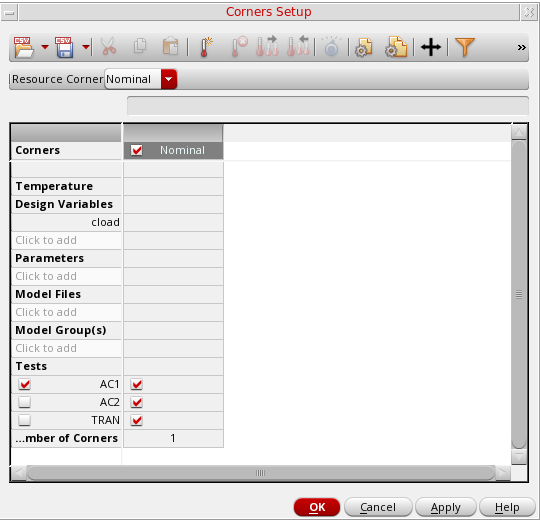 Corners Setup
CSV CSV »
Resource Corner Nominal
Corners Nominal
Temperature
Design Variables
cload
Click to add
Parameters
Click to add
Model Files
Click to add
Model Group(s)
Click to add
Tests
AC1
AC2
TRAN
...mber of Corners 1
OK Cancel Apply Help